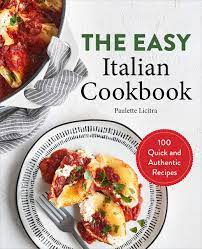 THE EASY
Italian
Cookbook
Paulette Licitra
100
Quick and
Authentic
Recipes